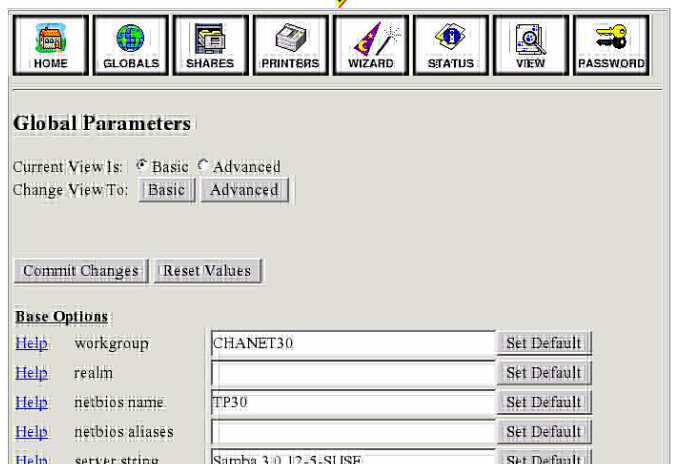 HOME GLOBALS SHARES PRINTERS WIZARD STATUS VIEW PASSWORD
Global Parameters
Current View Is: Basic Advanced
Change View To: Basic Advanced
Commit Changes Reset Values
Base Options
Help workgroup CHANET30 Set Default
Help realm Set Default
Help netbios name TP30 Set Default
Help netbios aliases Set Default
Help server string Samba 3.0.12-5-SUSE Set Default